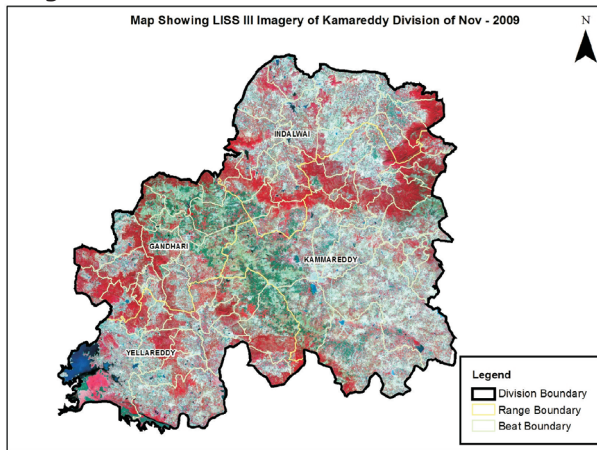 Map Showing LISS III Imagery of Kamareddy Division of Nov - 2009
N
INDALWAI
GANDHARI
KAMMAREDDY
YELLAREDDY
Legend
Division Boundary
Range Boundary
Beat Boundary